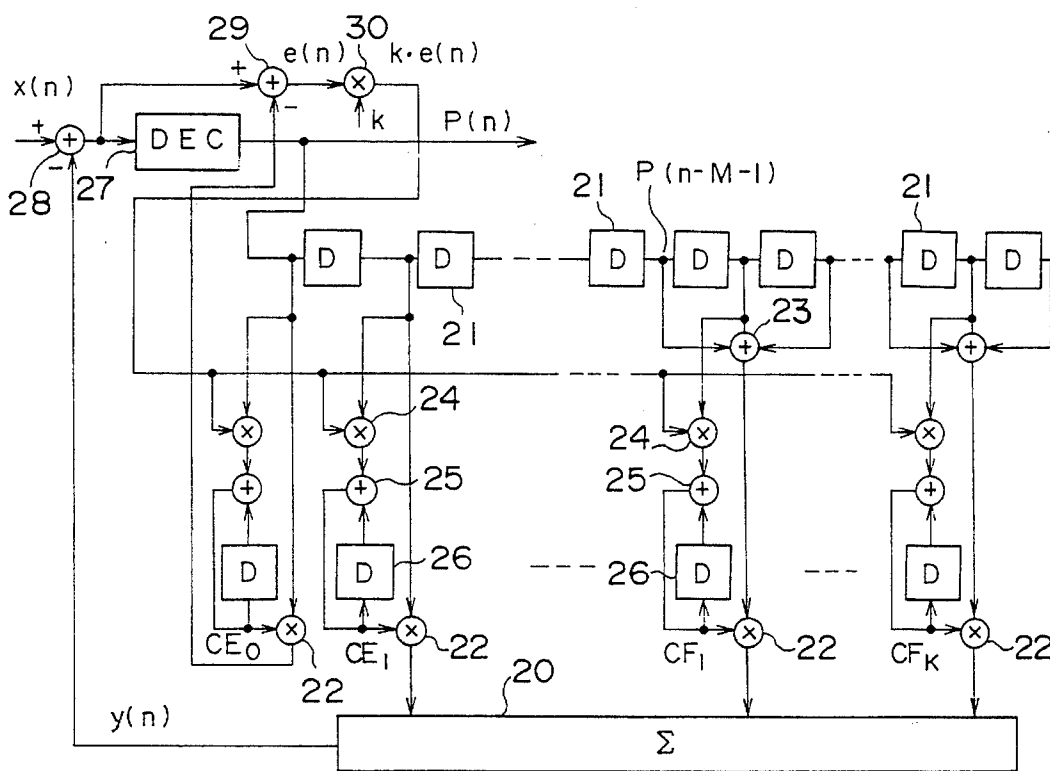 29 30
e(n) k·e(n)
+ + ×
x(n) - k P(n)
+ + DEC
- 27
28
P(n-M-1)
21 21
D D D D D D D
21 23
+ +
× × 24 × ×
24
+ + 25 25 + +
D D 26 26 D D
CE0 × CE1 × 22 CF1 × 22 CFK × 22
22
20
y(n)
Σ